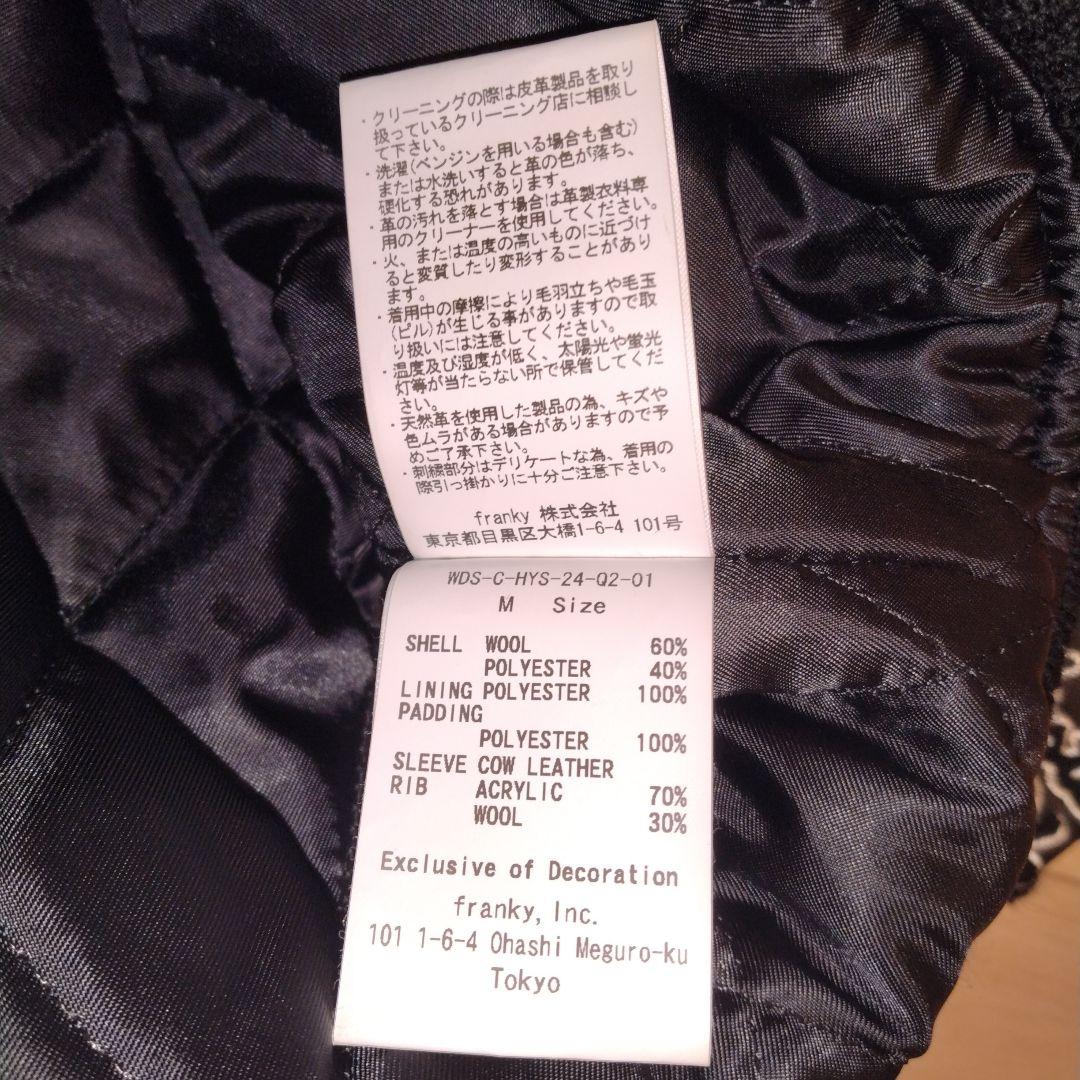 ・クリーニングの際は皮革製品を取り
扱っているクリーニング店に相談し
て下さい。
・洗濯(ベンジンを用いる場合も含む)
または水洗いすると革の色が落ち、
硬化する恐れがあります。
・革の汚れを落とす場合は革製衣料専
用のクリーナーを使用してください。
・火、または温度の高いものに近づけ
ると変質したり変形することがあり
ます。
・着用中の摩擦により毛羽立ちや毛玉
(ピル)が生じる事がありますので取
り扱いには注意してください。
・温度及び湿度が低く、太陽光や蛍光
灯等が当たらない所で保管してくだ
さい。
・天然革を使用した製品の為、キズや
色ムラがある場合がありますので予
めご了承下さい。
・刺繍部分はデリケートな為、着用の
際引っ掛かりに十分ご注意下さい。
franky 株式会社
東京都目黒区大橋1-6-4 101号
WDS-C-HYS-24-Q2-01
M Size
SHELL WOOL 60%
POLYESTER 40%
LINING POLYESTER 100%
PADDING
POLYESTER 100%
SLEEVE COW LEATHER
RIB ACRYLIC 70%
WOOL 30%
Exclusive of Decoration
franky, Inc.
101 1-6-4 Ohashi Meguro-ku
Tokyo